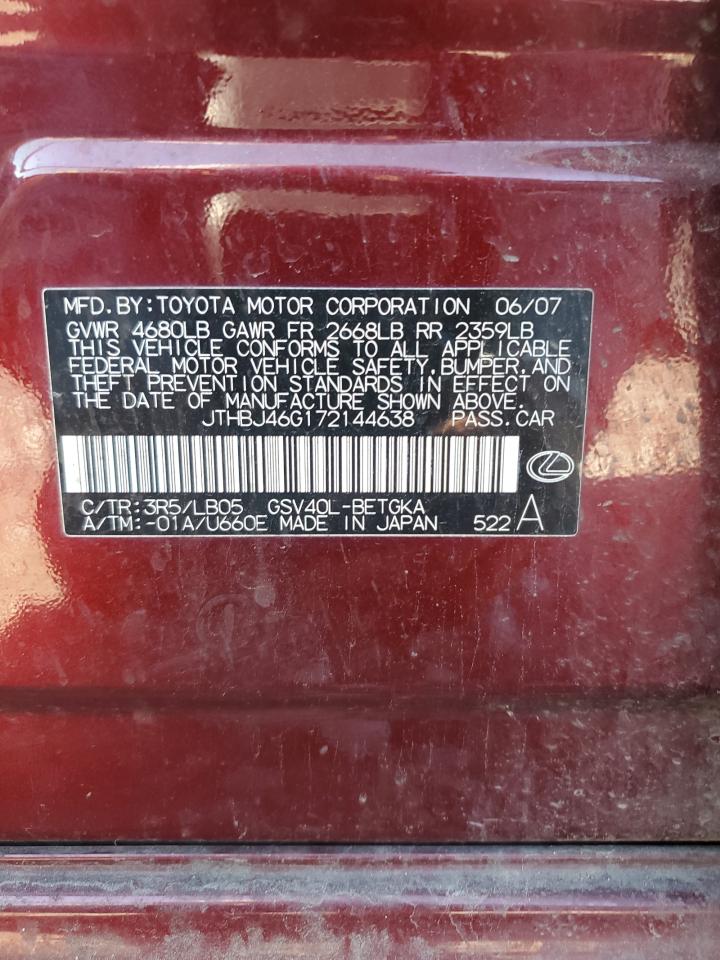 MFD.BY:TOYOTA MOTOR CORPORATION 06/07
GVWR 4680LB GAWR FR 2668LB RR 2359LB
THIS VEHICLE CONFORMS TO ALL APPLICABLE
FEDERAL MOTOR VEHICLE SAFETY,BUMPER,AND
THEFT PREVENTION STANDARDS IN EFFECT ON
THE DATE OF MANUFACTURE SHOWN ABOVE.
JTHBJ46G172144638 PASS.CAR
C/TR:3R5/LB05 GSV40L-BETGKA
A/TM:-01A/U660E MADE IN JAPAN 522 A